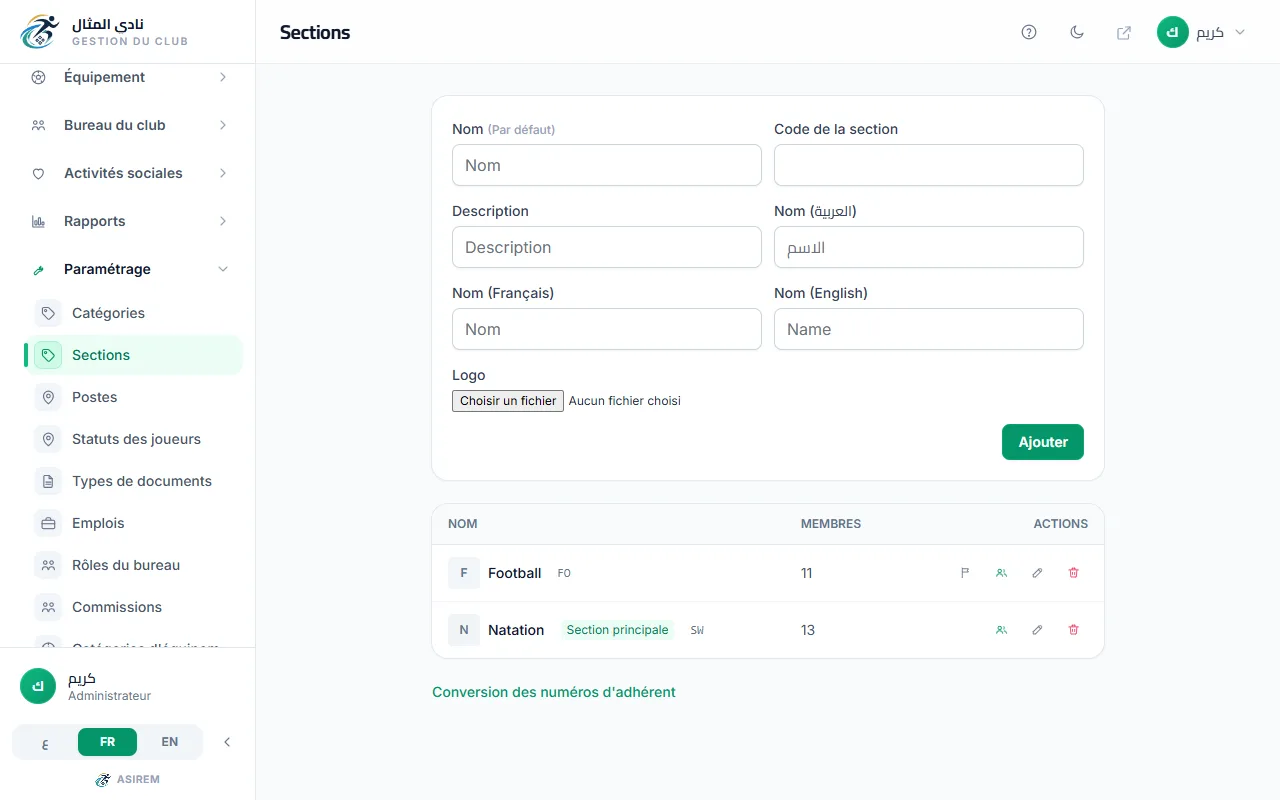 نادي المثال
GESTION DU CLUB
Équipement
Bureau du club
Activités sociales
Rapports
Paramétrage
Catégories
Sections
Postes
Statuts des joueurs
Types de documents
Emplois
Rôles du bureau
Commissions
كريم
Administrateur
ع FR EN
ASIREM
Sections
ك كريم
Nom (Par défaut)
Nom
Code de la section
Description
Description
Nom (العربية)
الاسم
Nom (Français)
Nom
Nom (English)
Name
Logo
Choisir un fichier Aucun fichier choisi
Ajouter
NOM MEMBRES ACTIONS
F Football FO 11
N Natation Section principale SW 13
Conversion des numéros d'adhérent